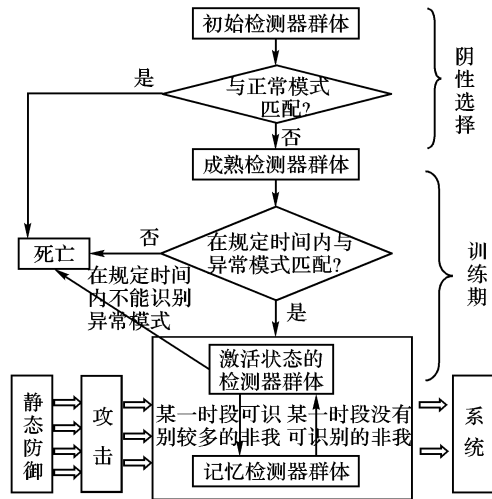 初始检测器群体
是
与正常模式
匹配?
阴性选择
否
成熟检测器群体
否
在规定时间内与
异常模式匹配?
死亡
训练期
在规定时间
内不能识别
异常模式
是
激活状态的
检测器群体
静态防御
攻击
某一时段可识
别较多的非我
某一时段没有
可识别的非我
系统
记忆检测器群体